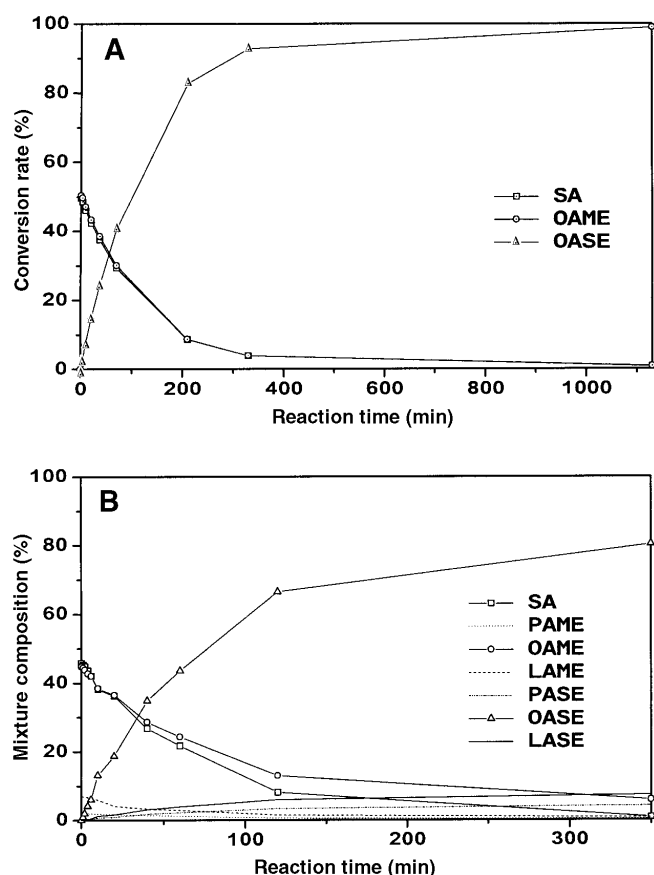 A
Conversion rate (%)
100
80
60
40
20
0
SA
OAME
OASE
0 200 400 600 800 1000
Reaction time (min)
B
Mixture composition (%)
100
80
60
40
20
0
SA
PAME
OAME
LAME
PASE
OASE
LASE
0 100 200 300
Reaction time (min)